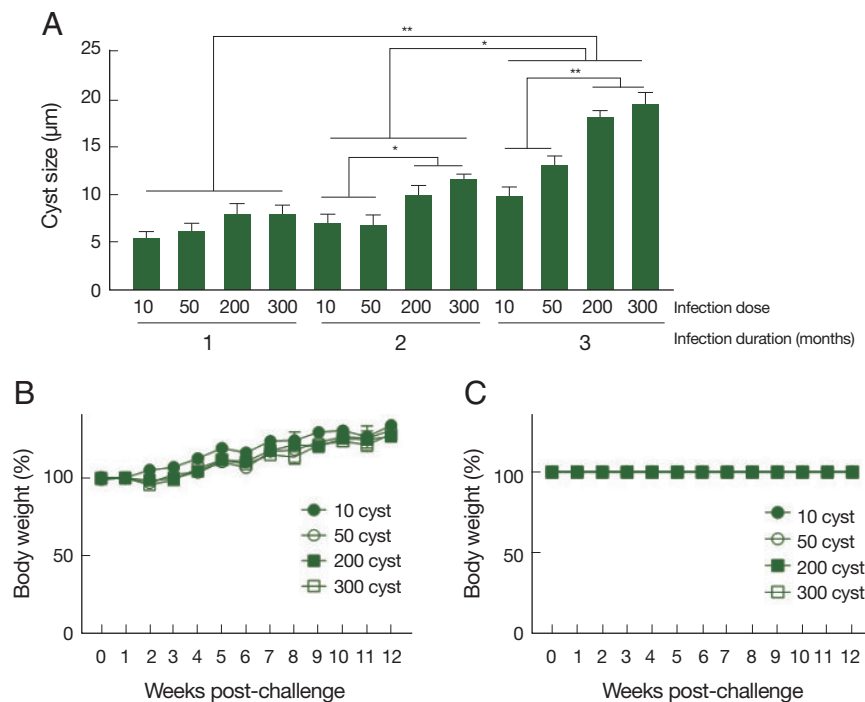 A
**
*
25
**
20
15
*
10
5
0
Cyst size (µm)
10 50 200 300 10 50 200 300 10 50 200 300 Infection dose
1 2 3 Infection duration (months)
B
100
50
0
Body weight (%)
10 cyst
50 cyst
200 cyst
300 cyst
0 1 2 3 4 5 6 7 8 9 10 11 12
Weeks post-challenge
C
100
50
0
Body weight (%)
10 cyst
50 cyst
200 cyst
300 cyst
0 1 2 3 4 5 6 7 8 9 10 11 12
Weeks post-challenge